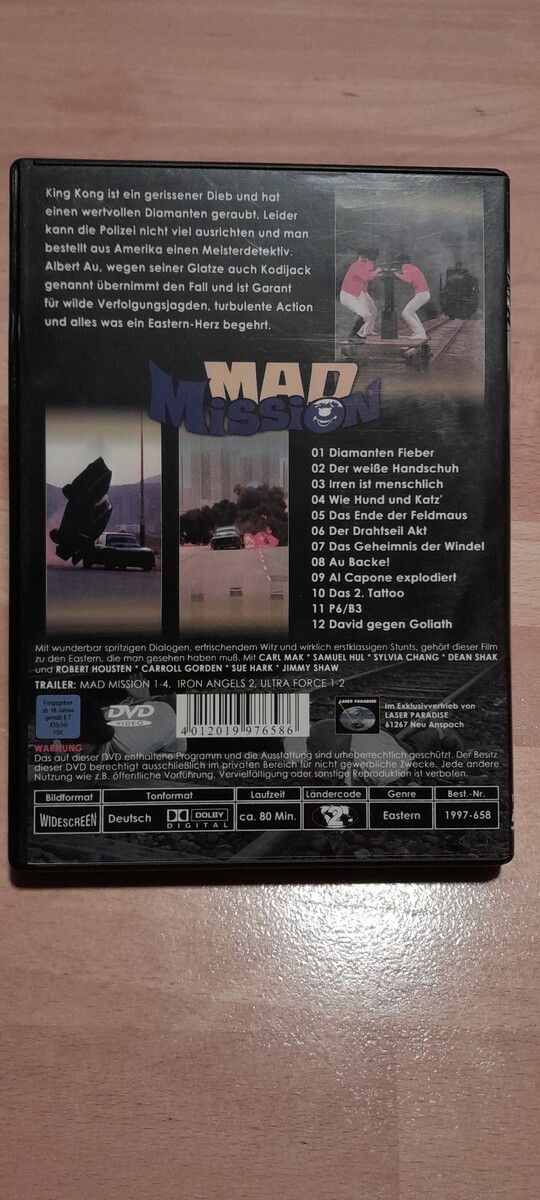 King Kong ist ein gerissener Dieb und hat
einen wertvollen Diamanten geraubt. Leider
kann die Polizei nicht viel ausrichten und man
bestellt aus Amerika einen Meisterdetektiv.
Albert Au, wegen seiner Glatze auch Kodijack
genannt übernimmt den Fall und ist Garant
für wilde Verfolgungsjagden, turbulente Action
und alles was ein Eastern-Herz begehrt.
MAD
MISSION
01 Diamanten Fieber
02 Der weiße Handschuh
03 Irren ist menschlich
04 Wie Hund und Katz'
05 Das Ende der Feldmaus
06 Der Drahtseil Akt
07 Das Geheimnis der Windel
08 Au Backe!
09 Al Capone explodiert
10 Das 2. Tattoo
11 P6/B3
12 David gegen Goliath
Mit wunderbar spritzigen Dialogen, erfrischendem Witz und wirklich erstklassigen Stunts, gehört dieser Film
zu den Eastern, die man gesehen haben muß. Mit CARL MAK * SAMUEL HUL * SYLVIA CHANG * DEAN SHAK
und ROBERT HOUSTEN * CARROLL GORDEN * SUE HARK * JIMMY SHAW
TRAILER: MAD MISSION 1-4, IRON ANGELS 2, ULTRA FORCE 1-2
Freigegeben
ab 18 Jahren
gemäß § 7
JÖSchG
FSK
DVD
VIDEO
4 012019 976586
LASER PARADISE
Im Exklusivvertrieb von
LASER PARADISE
61267 Neu Anspach
WARNUNG
Das auf dieser DVD enthaltene Programm und die Ausstattung sind urheberrechtlich geschützt. Der Besitz
dieser DVD berechtigt ausschließlich im privaten Bereich für nicht gewerbliche Zwecke. Jede andere
Nutzung wie z.B. öffentliche Vorführung, Vervielfältigung oder sonstige Reproduktion ist verboten.
Bildformat Tonformat Laufzeit Ländercode Genre Best.-Nr.
WIDESCREEN Deutsch DOLBY DIGITAL ca. 80 Min. 2 Eastern 1997-658